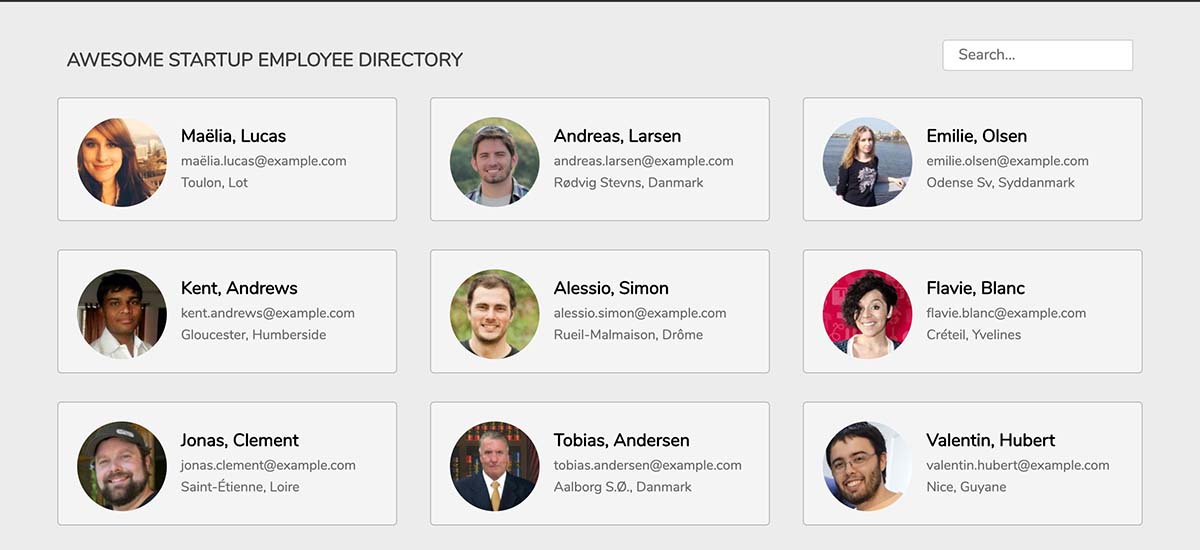 AWESOME STARTUP EMPLOYEE DIRECTORY
Search...
Maëlia, Lucas
maëlia.lucas@example.com
Toulon, Lot
Andreas, Larsen
andreas.larsen@example.com
Rødvig Stevns, Danmark
Emilie, Olsen
emilie.olsen@example.com
Odense Sv, Syddanmark
Kent, Andrews
kent.andrews@example.com
Gloucester, Humberside
Alessio, Simon
alessio.simon@example.com
Rueil-Malmaison, Drôme
Flavie, Blanc
flavie.blanc@example.com
Créteil, Yvelines
Jonas, Clement
jonas.clement@example.com
Saint-Étienne, Loire
Tobias, Andersen
tobias.andersen@example.com
Aalborg S.Ø., Danmark
Valentin, Hubert
valentin.hubert@example.com
Nice, Guyane